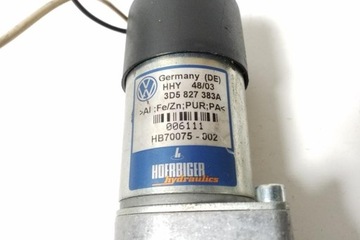 Germany (DE)
HHY 48/03
3D5 827 383A
>Al ;Fe/Zn;PUR;PA<
006111
HB70075 - 002
HOERBIGER
hydraulics